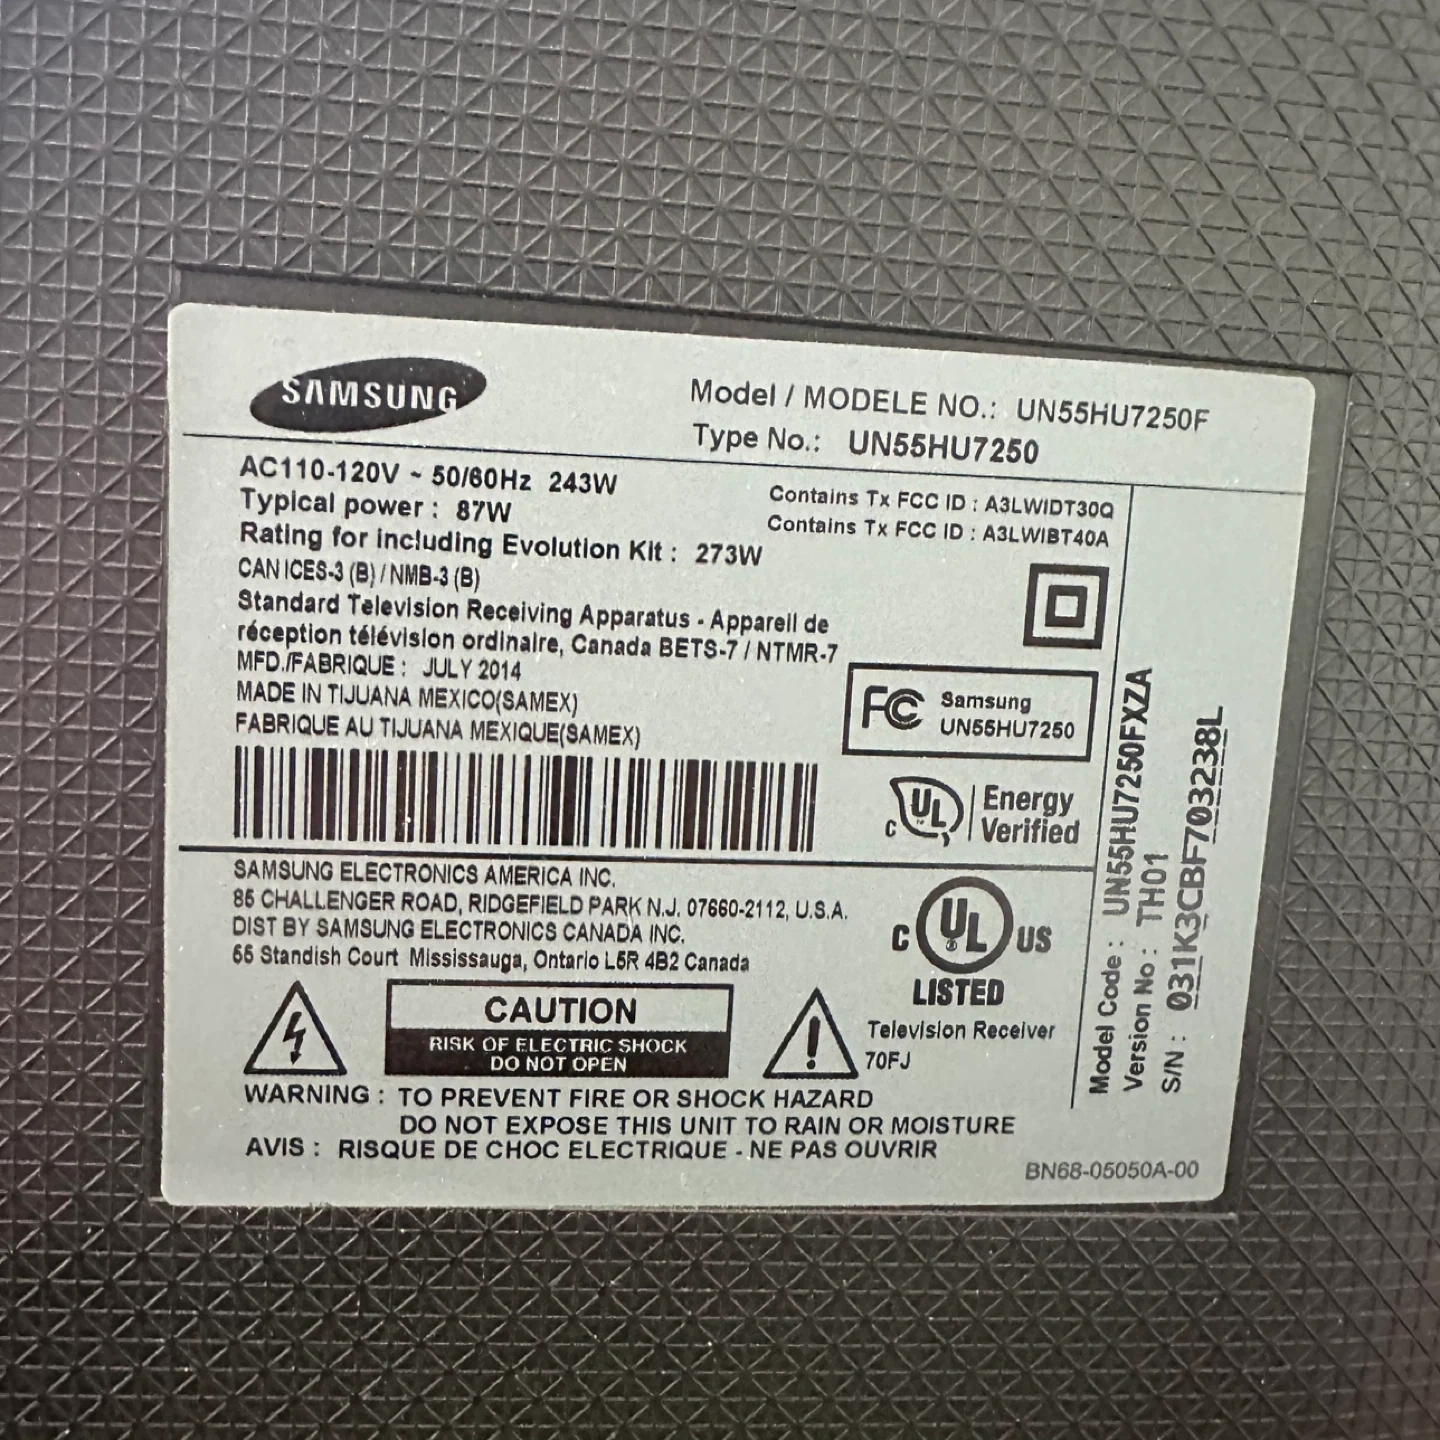 SAMSUNG
Model / MODELE NO.: UN55HU7250F
Type No.: UN55HU7250
AC110-120V ~ 50/60Hz 243W
Typical power : 87W
Rating for including Evolution Kit : 273W
CAN ICES-3 (B) / NMB-3 (B)
Standard Television Receiving Apparatus - Appareil de
réception télévision ordinaire, Canada BETS-7 / NTMR-7
MFD./FABRIQUE : JULY 2014
MADE IN TIJUANA MEXICO(SAMEX)
FABRIQUE AU TIJUANA MEXIQUE(SAMEX)
Contains Tx FCC ID : A3LWIDT30Q
Contains Tx FCC ID : A3LWIBT40A
FC Samsung
UN55HU7250
C UL Energy
Verified
SAMSUNG ELECTRONICS AMERICA INC.
85 CHALLENGER ROAD, RIDGEFIELD PARK N.J. 07660-2112, U.S.A.
DIST BY SAMSUNG ELECTRONICS CANADA INC.
55 Standish Court Mississauga, Ontario L5R 4B2 Canada
C UL US
LISTED
Television Receiver
70FJ
CAUTION
RISK OF ELECTRIC SHOCK
DO NOT OPEN
WARNING : TO PREVENT FIRE OR SHOCK HAZARD
DO NOT EXPOSE THIS UNIT TO RAIN OR MOISTURE
AVIS : RISQUE DE CHOC ELECTRIQUE - NE PAS OUVRIR
BN68-05050A-00
Model Code : UN55HU7250FXZA
Version No : TH01
S/N : 031K3CBF703238L